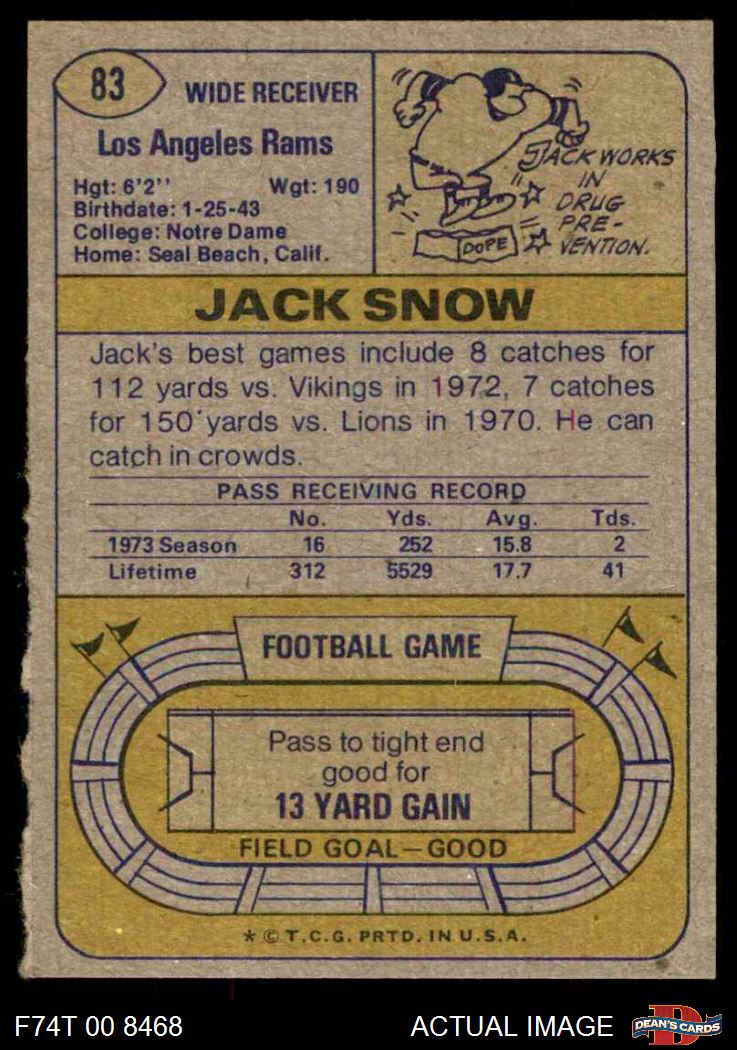 83
WIDE RECEIVER
Los Angeles Rams
Hgt: 6'2'' Wgt: 190
Birthdate: 1-25-43
College: Notre Dame
Home: Seal Beach, Calif.
JACK WORKS
IN
DRUG
PRE-
VENTION.
DOPE
JACK SNOW
Jack's best games include 8 catches for
112 yards vs. Vikings in 1972, 7 catches
for 150 yards vs. Lions in 1970. He can
catch in crowds.
PASS RECEIVING RECORD
No. Yds. Avg. Tds.
1973 Season 16 252 15.8 2
Lifetime 312 5529 17.7 41
FOOTBALL GAME
Pass to tight end
good for
13 YARD GAIN
FIELD GOAL—GOOD
* © T.C.G. PRTD. IN U.S.A.
F74T 00 8468 ACTUAL IMAGE
D
DEAN'S CARDS